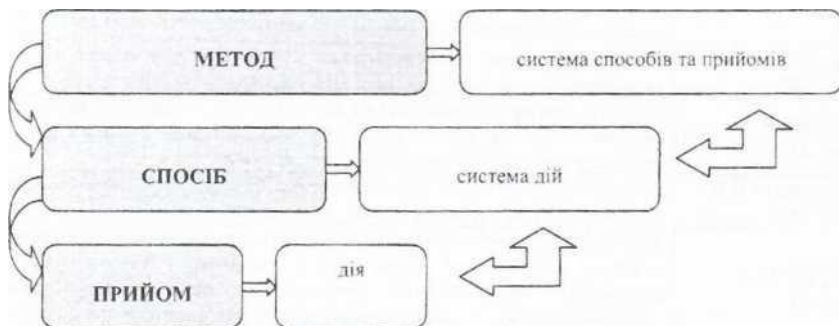 МЕТОД
система способів та прийомів
СПОСІБ
система дій
ПРИЙОМ
дія